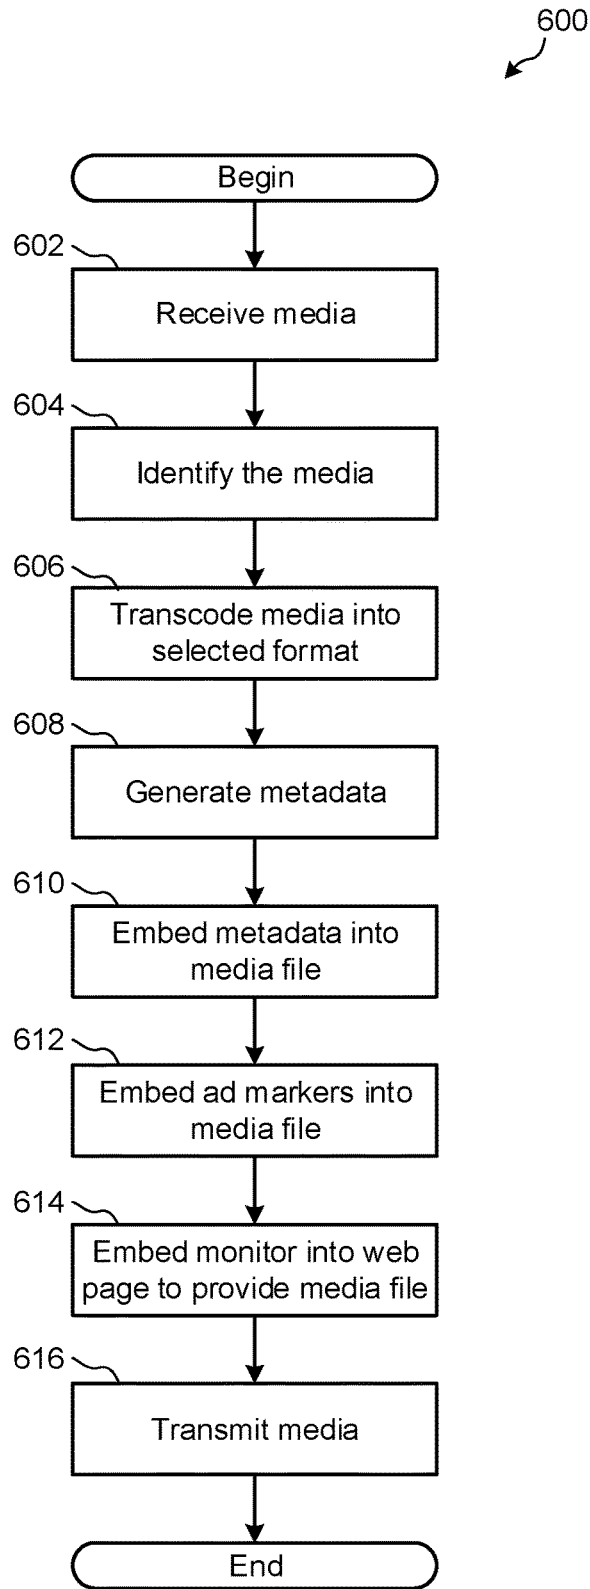 600
Begin
602
Receive media
604
Identify the media
606
Transcode media into
selected format
608
Generate metadata
610
Embed metadata into
media file
612
Embed ad markers into
media file
614
Embed monitor into web
page to provide media file
616
Transmit media
End